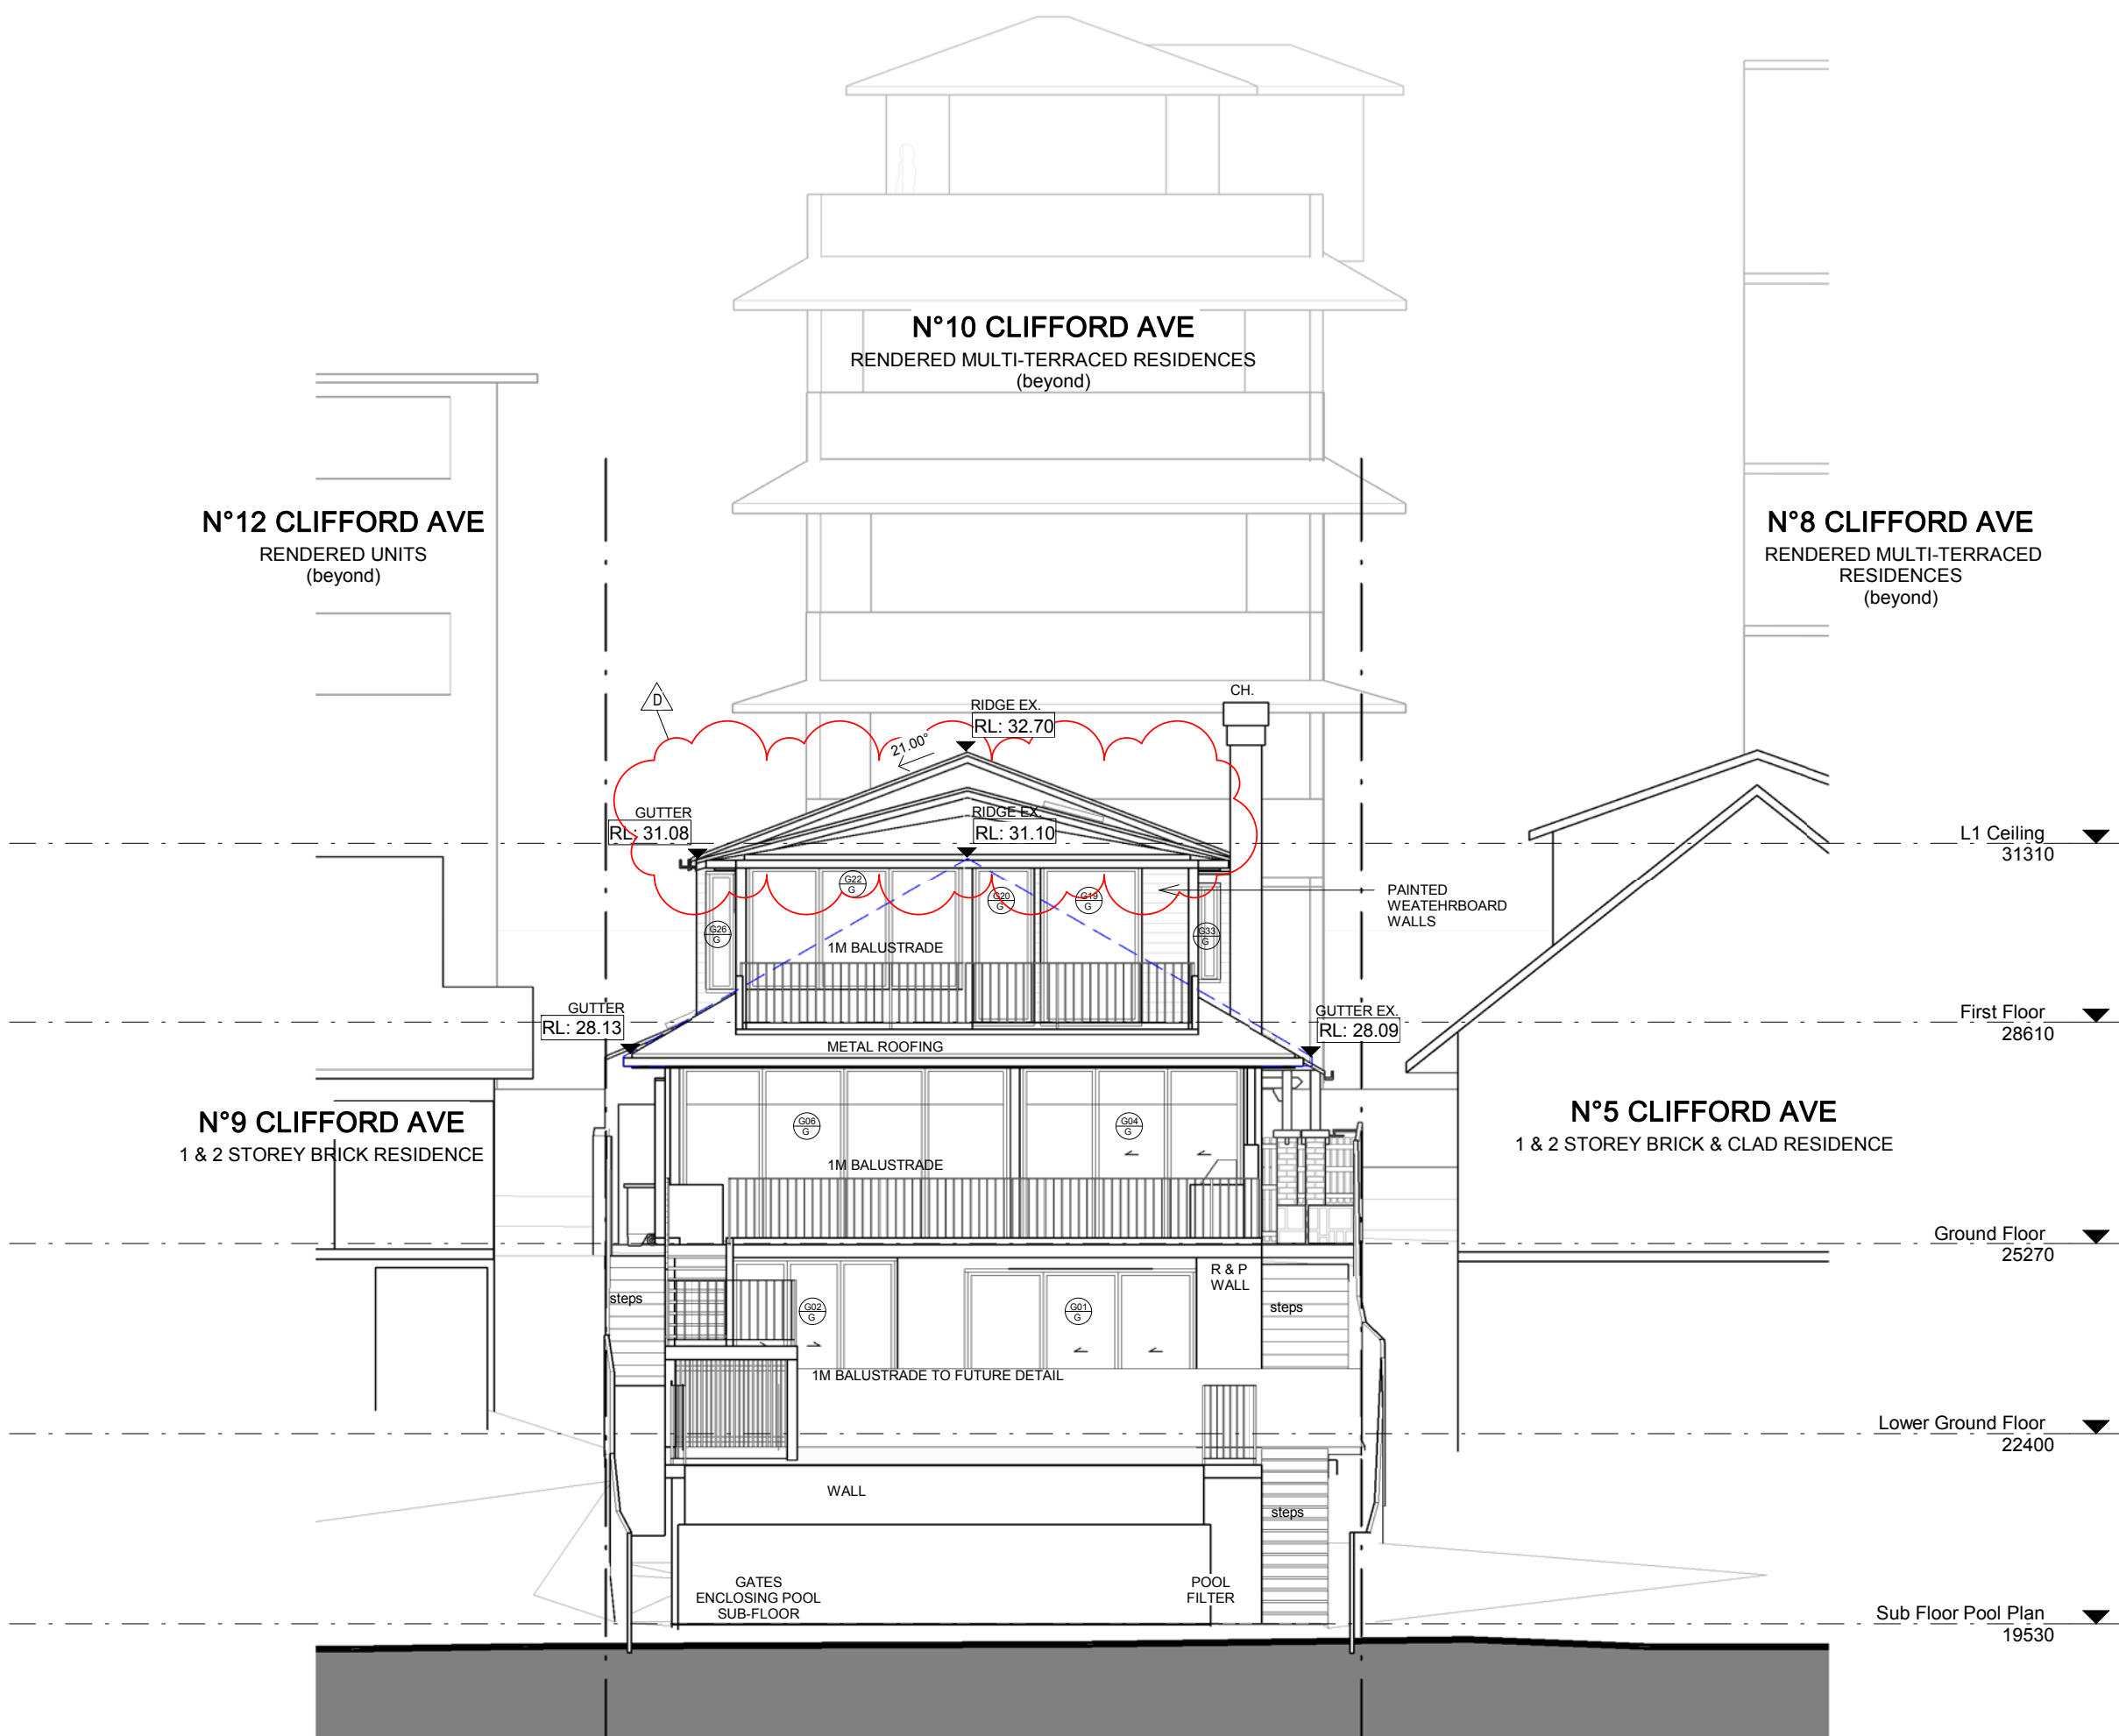 N°10 CLIFFORD AVE
RENDERED MULTI-TERRACED RESIDENCES
(beyond)
N°12 CLIFFORD AVE
RENDERED UNITS
(beyond)
N°8 CLIFFORD AVE
RENDERED MULTI-TERRACED
RESIDENCES
(beyond)
D
CH.
RIDGE EX.
RL: 32.70
21.00°
GUTTER
RL: 31.08
RIDGE EX.
RL: 31.10
L1 Ceiling
31310
G22
G
G20
G
G19
G
PAINTED
WEATEHRBOARD
WALLS
G26
G
G33
G
1M BALUSTRADE
GUTTER
RL: 28.13
GUTTER EX.
RL: 28.09
First Floor
28610
METAL ROOFING
N°9 CLIFFORD AVE
1 & 2 STOREY BRICK RESIDENCE
G06
G
G04
G
N°5 CLIFFORD AVE
1 & 2 STOREY BRICK & CLAD RESIDENCE
1M BALUSTRADE
Ground Floor
25270
R & P
WALL
steps
G02
G
G01
G
steps
1M BALUSTRADE TO FUTURE DETAIL
Lower Ground Floor
22400
WALL
steps
GATES
ENCLOSING POOL
SUB-FLOOR
POOL
FILTER
Sub Floor Pool Plan
19530